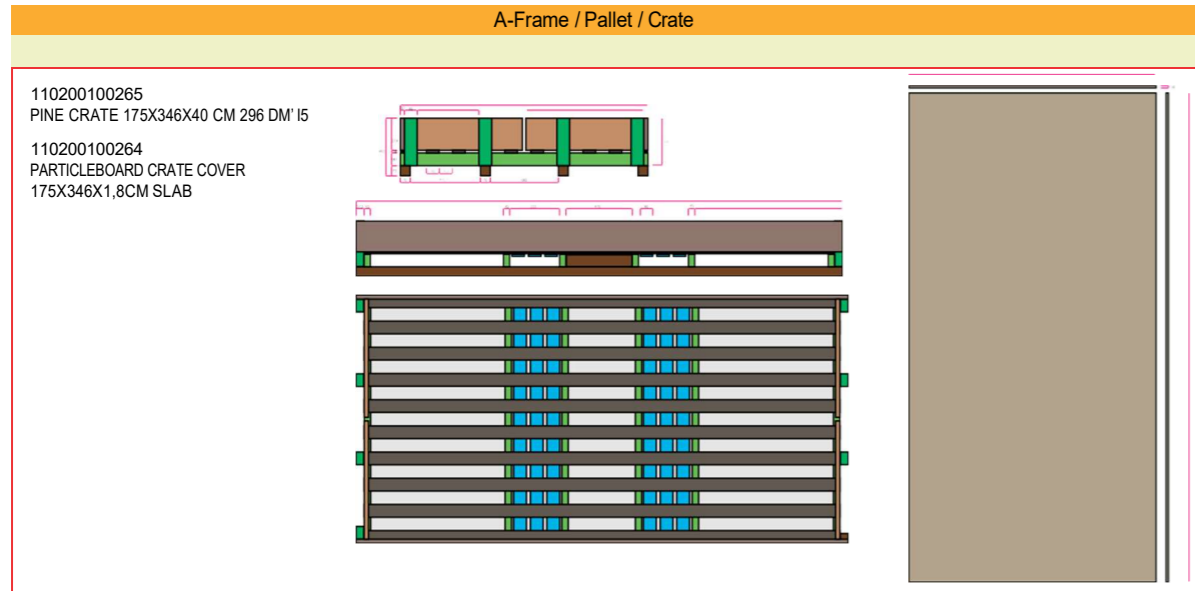 A-Frame / Pallet / Crate
110200100265
PINE CRATE 175X346X40 CM 296 DM' I5
110200100264
PARTICLEBOARD CRATE COVER
175X346X1,8CM SLAB